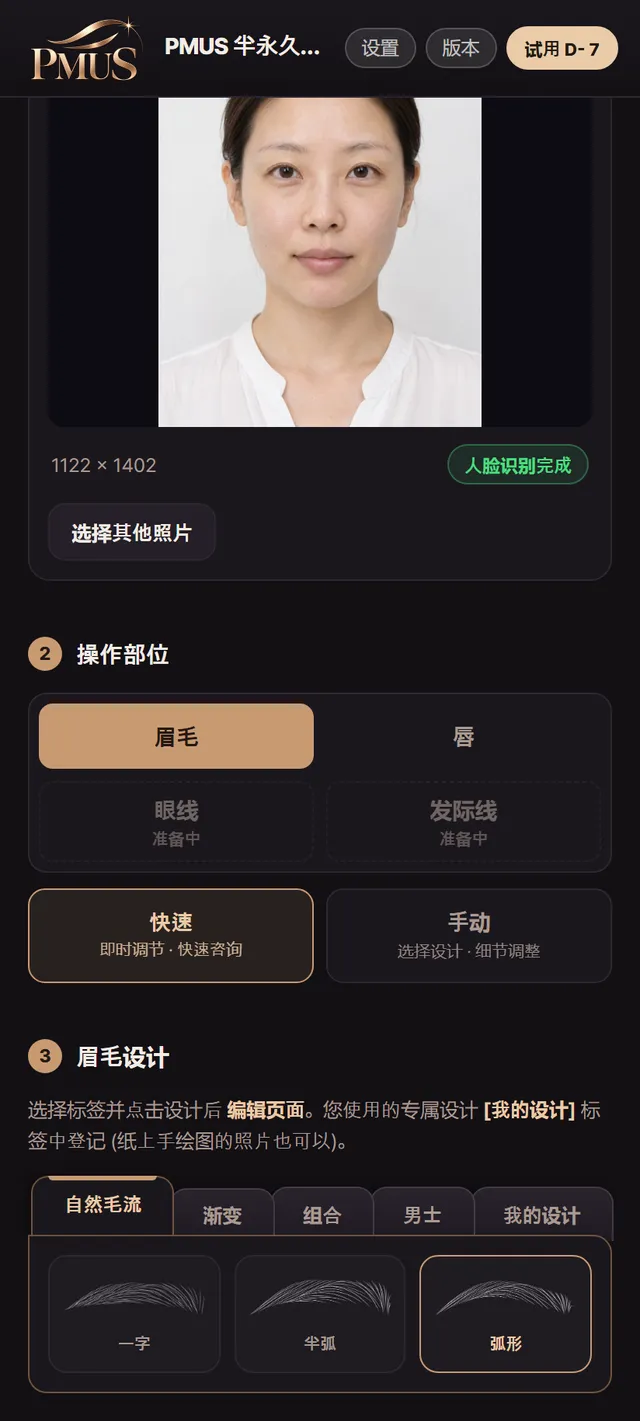 PMUS
PMUS 半永久...
设置
版本
试用 D- 7
1122 × 1402
人脸识别完成
选择其他照片
2
操作部位
眉毛
唇
眼线
准备中
发际线
准备中
快速
即时调节 · 快速咨询
手动
选择设计 · 细节调整
3
眉毛设计
选择标签并点击设计后 编辑页面。您使用的专属设计 [我的设计] 标
签中登记 (纸上手绘图的照片也可以)。
自然毛流
渐变
组合
男士
我的设计
一字
半弧
弧形